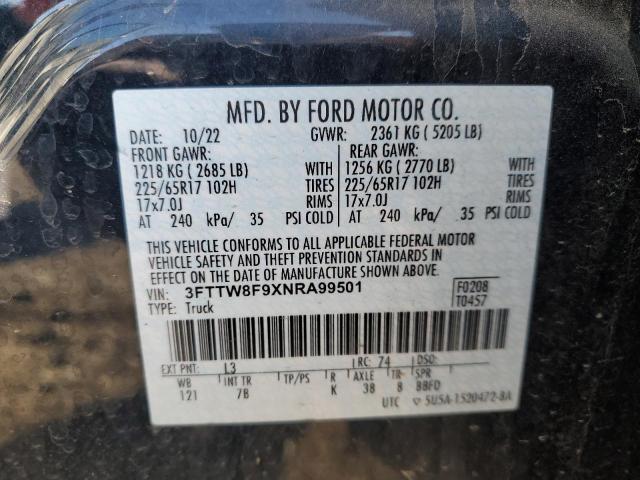 MFD. BY FORD MOTOR CO.
DATE: 10/22 GVWR: 2361 KG ( 5205 LB)
FRONT GAWR: REAR GAWR:
1218 KG ( 2685 LB) WITH 1256 KG ( 2770 LB) WITH
225/65R17 102H TIRES 225/65R17 102H TIRES
17x7.0J RIMS 17x7.0J RIMS
AT 240 kPa/ 35 PSI COLD AT 240 kPa/ 35 PSI COLD
THIS VEHICLE CONFORMS TO ALL APPLICABLE FEDERAL MOTOR
VEHICLE SAFETY AND THEFT PREVENTION STANDARDS IN
EFFECT ON THE DATE OF MANUFACTURE SHOWN ABOVE.
VIN: 3FTTW8F9XNRA99501 F0208
TYPE: Truck T0457
EXT PNT: L3 RC: 74 DSO:
WB INT TR TP/PS R AXLE TR SPR
121 7B K 38 8 BBFD
UTC ▽ 5U5A-1520472-BA